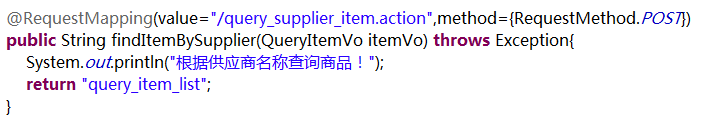 @RequestMapping(value="/query_supplier_item.action",method={RequestMethod.POST})
public String findItemBySupplier(QueryItemVo itemVo) throws Exception{
System.out.println("根据供应商名称查询商品！");
return "query_item_list";
}